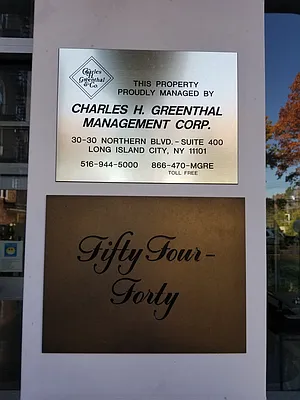 Charles
H.
Greenthal
& Co.
THIS PROPERTY
PROUDLY MANAGED BY
CHARLES H. GREENTHAL
MANAGEMENT CORP.
30-30 NORTHERN BLVD. - SUITE 400
LONG ISLAND CITY, NY 11101
516-944-5000 866-470-MGRE
TOLL FREE
Fifty Four-
Forty